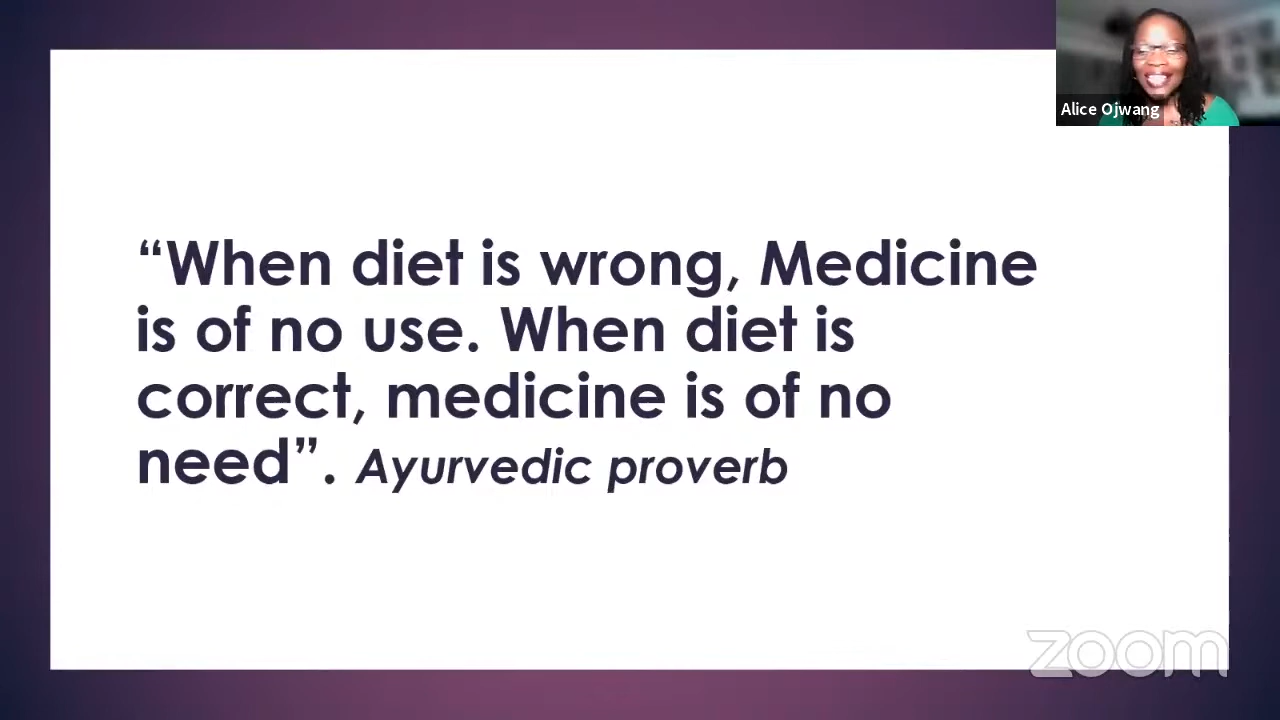 Alice Ojwang
“When diet is wrong, Medicine
is of no use. When diet is
correct, medicine is of no
need”. Ayurvedic proverb
zoom